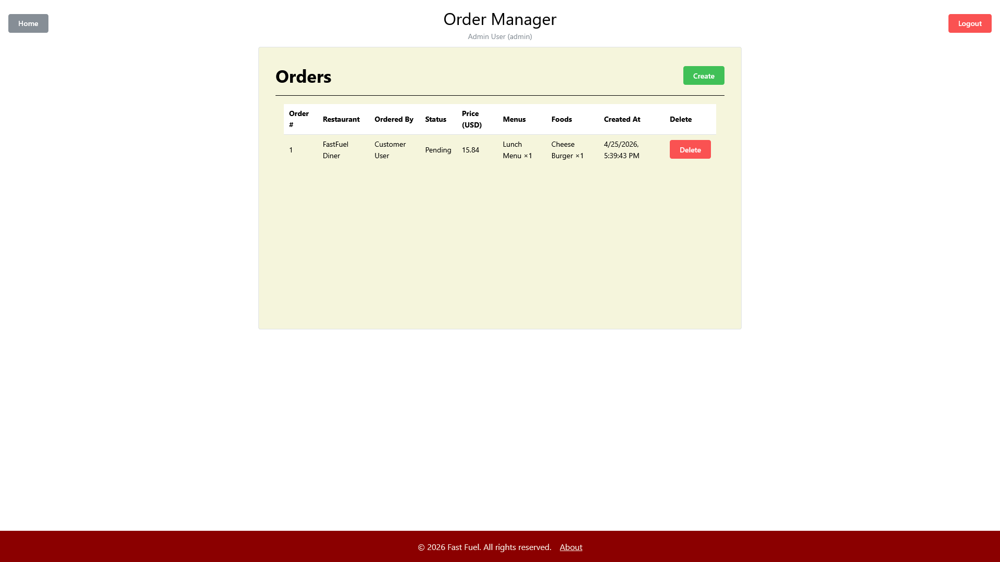 Home
Order Manager
Admin User (admin)
Logout
Orders
Create
Order # Restaurant Ordered By Status Price (USD) Menus Foods Created At Delete
1 FastFuel Diner Customer User Pending 15.84 Lunch Menu ×1 Cheese Burger ×1 4/25/2026, 5:39:43 PM Delete
© 2026 Fast Fuel. All rights reserved. About